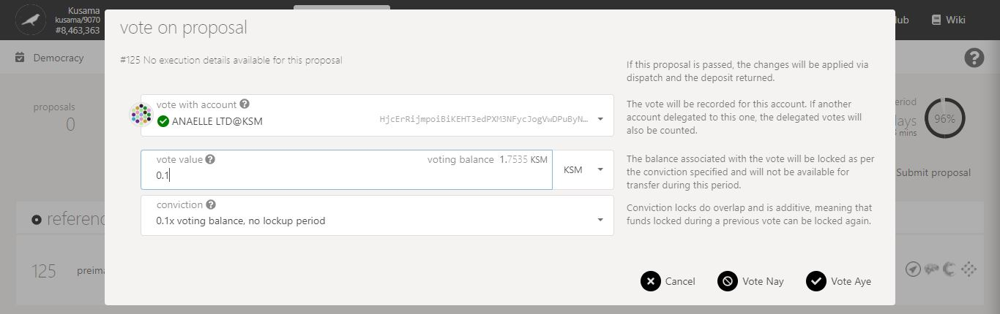 Kusama
kusama/9070
#8,463,363
Wiki
Democracy
vote on proposal
#125 No execution details available for this proposal
If this proposal is passed, the changes will be applied via
dispatch and the deposit returned.
proposals
0
vote with account
ANAELLE LTD@KSM
HjcErRijmpoiBiKEHT3edPXM3NFycJogVwDPuByN…
The vote will be recorded for this account. If another
account delegated to this one, the delegated votes will
also be counted.
96%
mins
vote value
voting balance 1.7535 KSM
0.1
KSM
The balance associated with the vote will be locked as per
the conviction specified and will not be available for
transfer during this period.
Submit proposal
conviction
0.1x voting balance, no lockup period
Conviction locks do overlap and is additive, meaning that
funds locked during a previous vote can be locked again.
125
Cancel
Vote Nay
Vote Aye